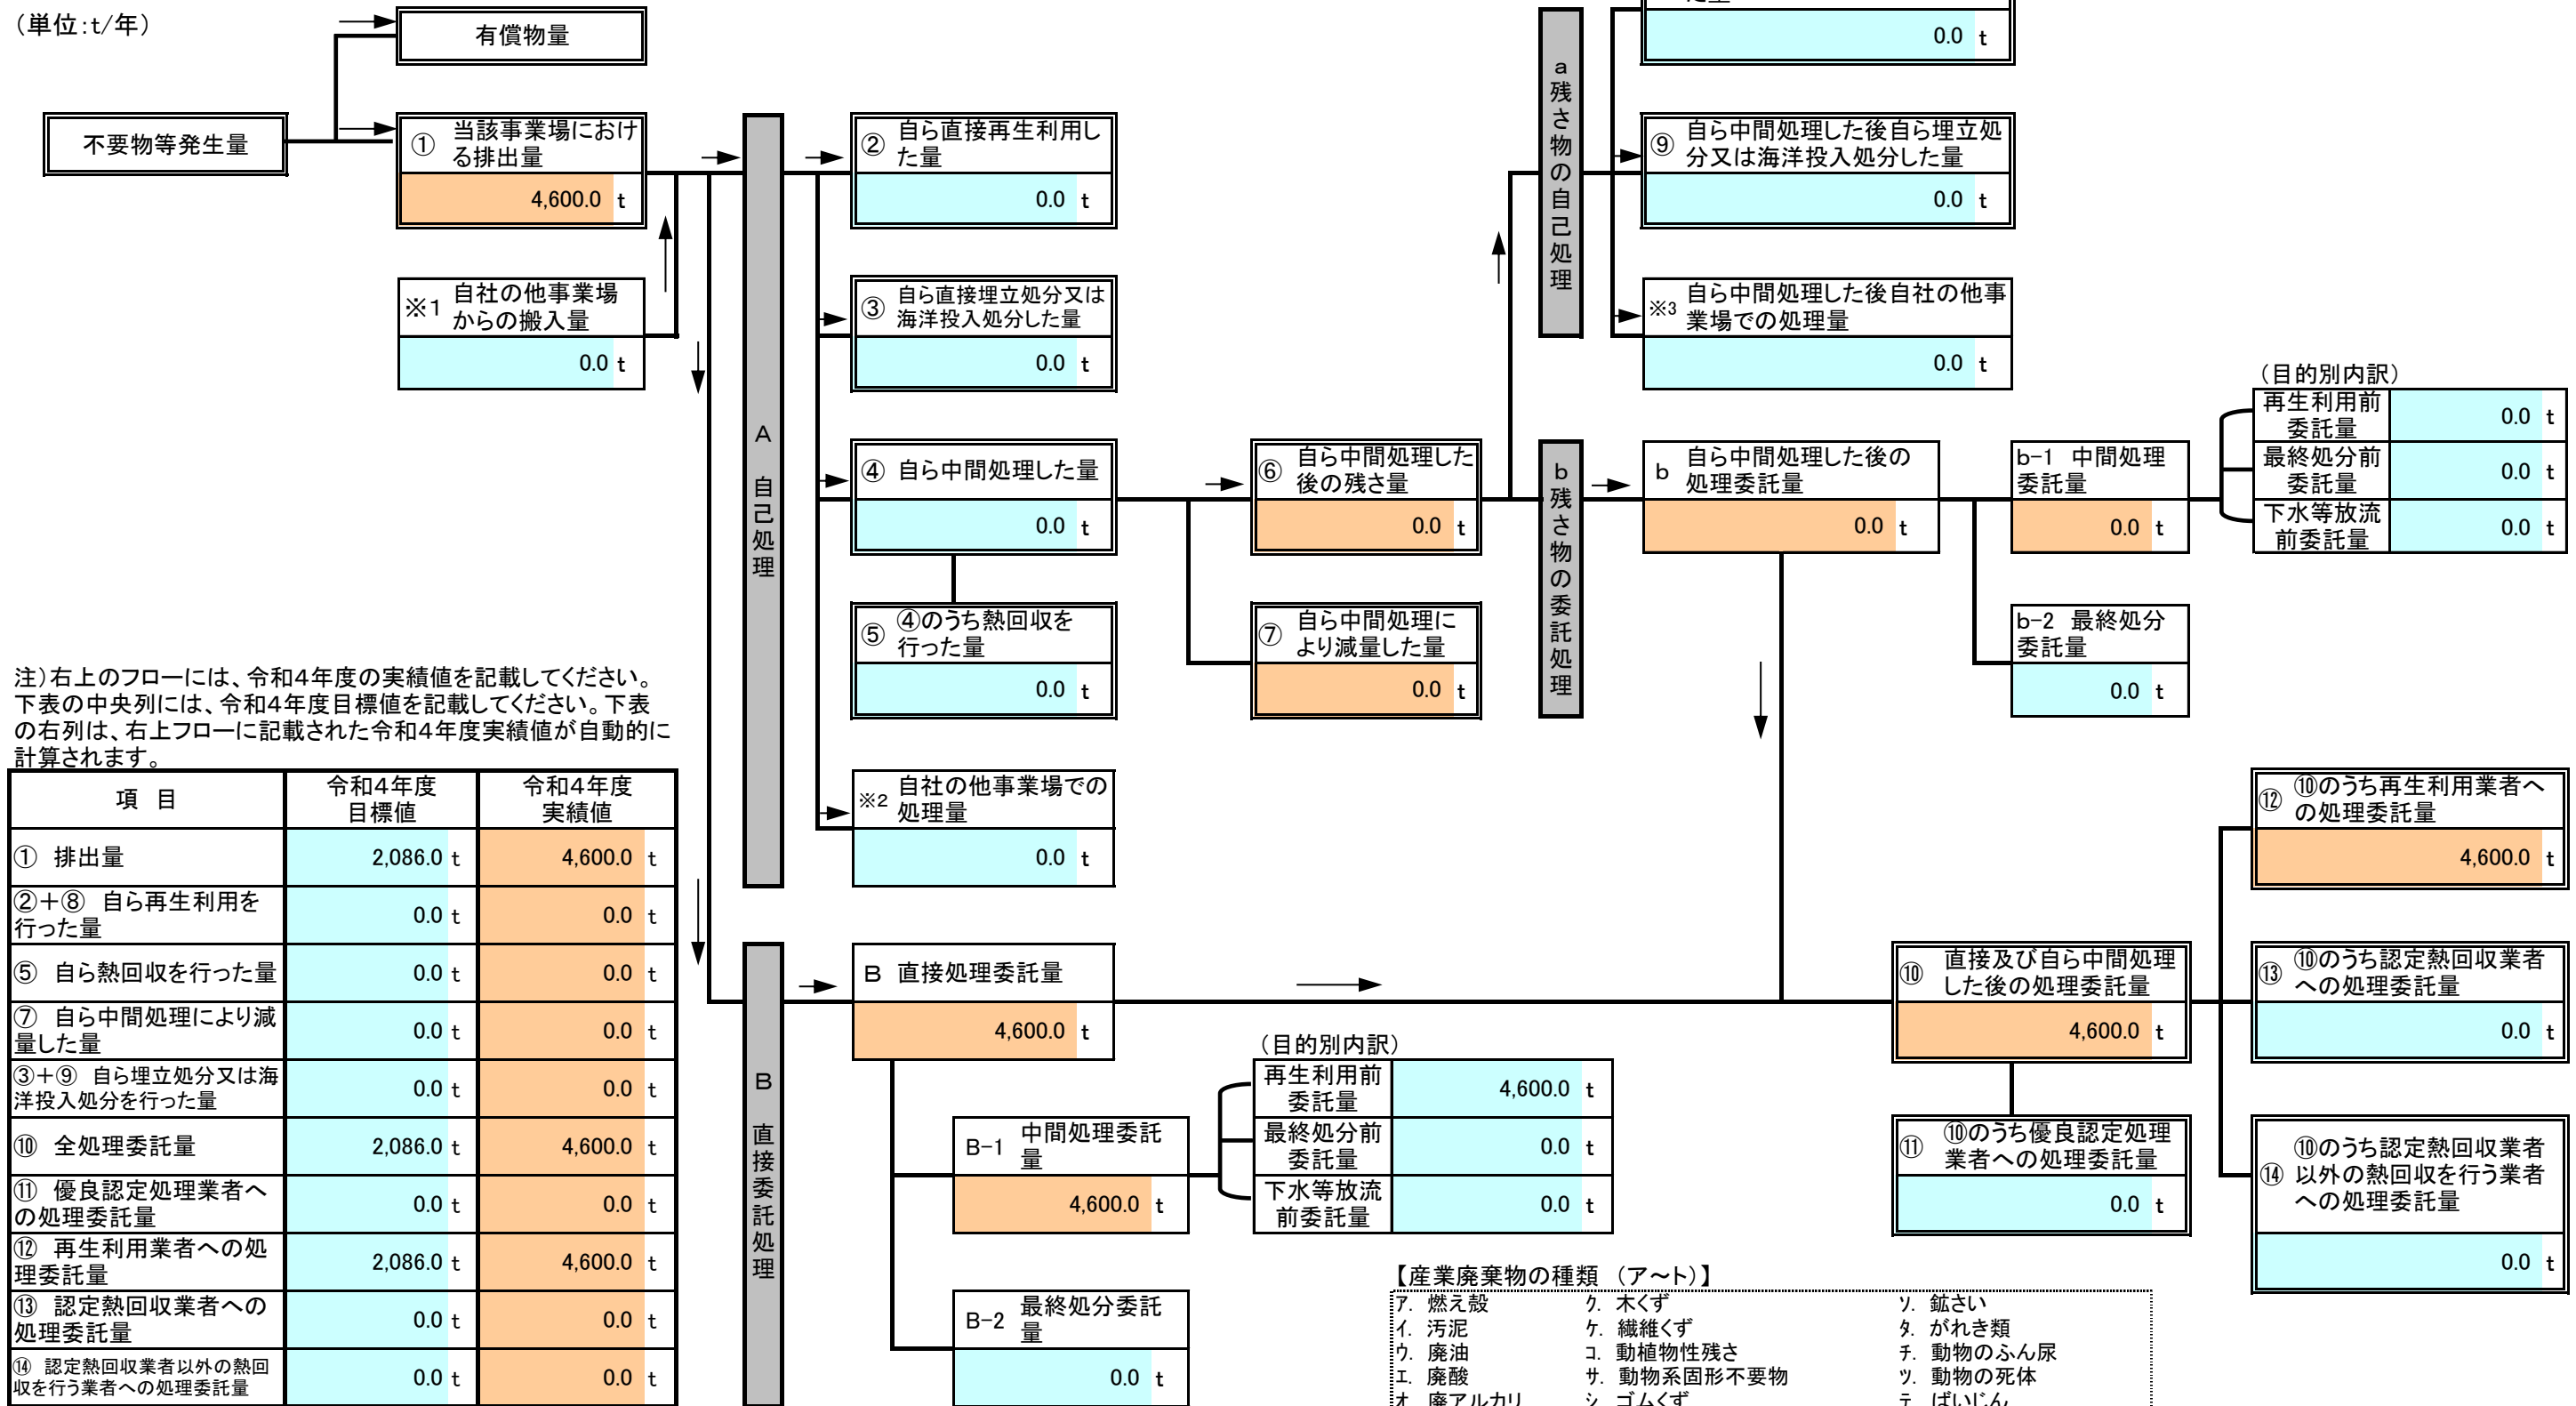 （単位：t/年）
有償物量
不要物等発生量
① 当該事業場におけ
る排出量
4,600.0 t
※1 自社の他事業場
からの搬入量
0.0 t
A 自己処理
② 自ら直接再生利用し
た量
0.0 t
③ 自ら直接埋立処分又は
海洋投入処分した量
0.0 t
④ 自ら中間処理した量
0.0 t
⑤ ④のうち熱回収を
行った量
0.0 t
※2 自社の他事業場での
処理量
0.0 t
⑥ 自ら中間処理した
後の残さ量
0.0 t
⑦ 自ら中間処理に
より減量した量
0.0 t
a 残さ物の自己処理
0.0 t
⑨ 自ら中間処理した後自ら埋立処
分又は海洋投入処分した量
0.0 t
※3 自ら中間処理した後自社の他事
業場での処理量
0.0 t
b 残さ物の委託処理
b 自ら中間処理した後の
処理委託量
0.0 t
b-1 中間処理
委託量
0.0 t
（目的別内訳）
再生利用前
委託量
0.0 t
最終処分前
委託量
0.0 t
下水等放流
前委託量
0.0 t
b-2 最終処分
委託量
0.0 t
注）右上のフローには、令和4年度の実績値を記載してください。
下表の中央列には、令和4年度目標値を記載してください。下表
の右列は、右上フローに記載された令和4年度実績値が自動的に
計算されます。
項 目 令和4年度 令和4年度
目標値 実績値
① 排出量 2,086.0 t 4,600.0 t
②＋⑧ 自ら再生利用を
行った量 0.0 t 0.0 t
⑤ 自ら熱回収を行った量 0.0 t 0.0 t
⑦ 自ら中間処理により減
量した量 0.0 t 0.0 t
③＋⑨ 自ら埋立処分又は海
洋投入処分を行った量 0.0 t 0.0 t
⑩ 全処理委託量 2,086.0 t 4,600.0 t
⑪ 優良認定処理業者へ
の処理委託量 0.0 t 0.0 t
⑫ 再生利用業者への処
理委託量 2,086.0 t 4,600.0 t
⑬ 認定熱回収業者への
処理委託量 0.0 t 0.0 t
⑭ 認定熱回収業者以外の熱回
収を行う業者への処理委託量 0.0 t 0.0 t
B 直接委託処理
B 直接処理委託量
4,600.0 t
B-1 中間処理委託
量
4,600.0 t
（目的別内訳）
再生利用前
委託量
4,600.0 t
最終処分前
委託量
0.0 t
下水等放流
前委託量
0.0 t
B-2 最終処分委託
量
0.0 t
⑩ 直接及び自ら中間処理
した後の処理委託量
4,600.0 t
⑪ ⑩のうち優良認定処理
業者への処理委託量
0.0 t
⑫ ⑩のうち再生利用業者へ
の処理委託量
4,600.0 t
⑬ ⑩のうち認定熱回収業者
への処理委託量
0.0 t
⑭ ⑩のうち認定熱回収業者
以外の熱回収を行う業者
への処理委託量
0.0 t
【産業廃棄物の種類 （ア～ト）】
ア. 燃え殻 ク. 木くず ソ. 鉱さい
イ. 汚泥 ケ. 繊維くず タ. がれき類
ウ. 廃油 コ. 動植物性残さ チ. 動物のふん尿
エ. 廃酸 サ. 動物系固形不要物 ツ. 動物の死体
オ. 廃アルカリ シ. ゴムくず テ. ばいじん